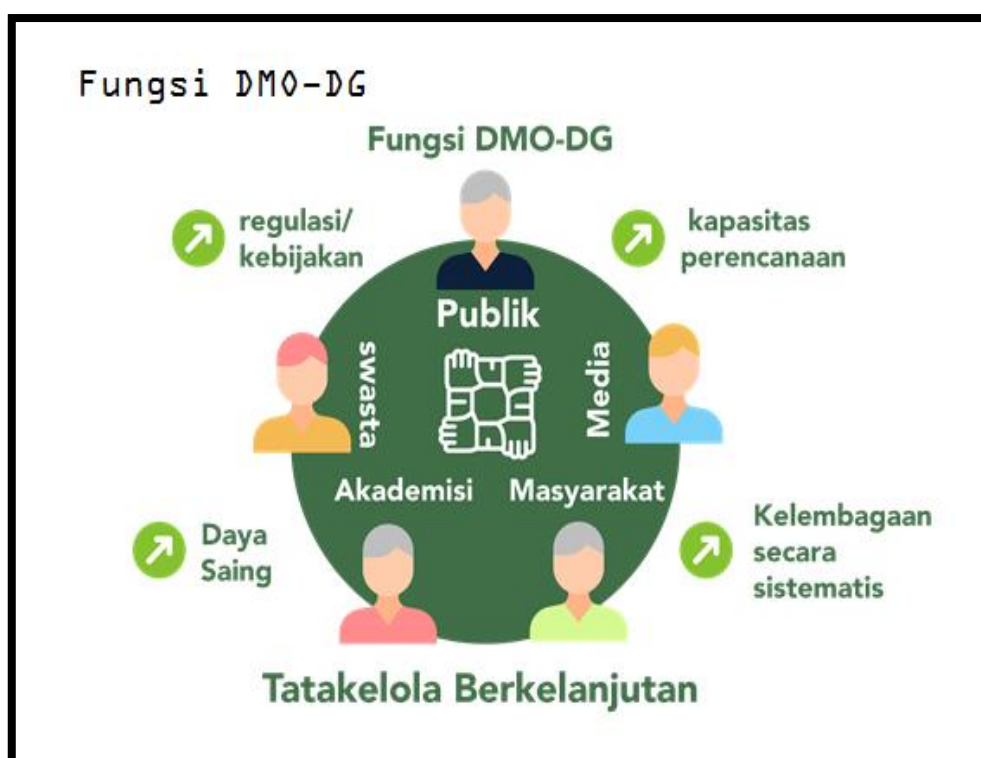 Fungsi DMO-DG
Fungsi DMO-DG
regulasi/
kebijakan
kapasitas
perencanaan
Publik
swasta
Media
Akademisi
Masyarakat
Daya
Saing
Kelembagaan
secara
sistematis
Tatakelola Berkelanjutan